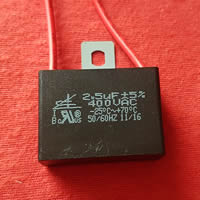 2.5uF ±5%
400VAC
-25°C~+70°C
50/60HZ 11/16